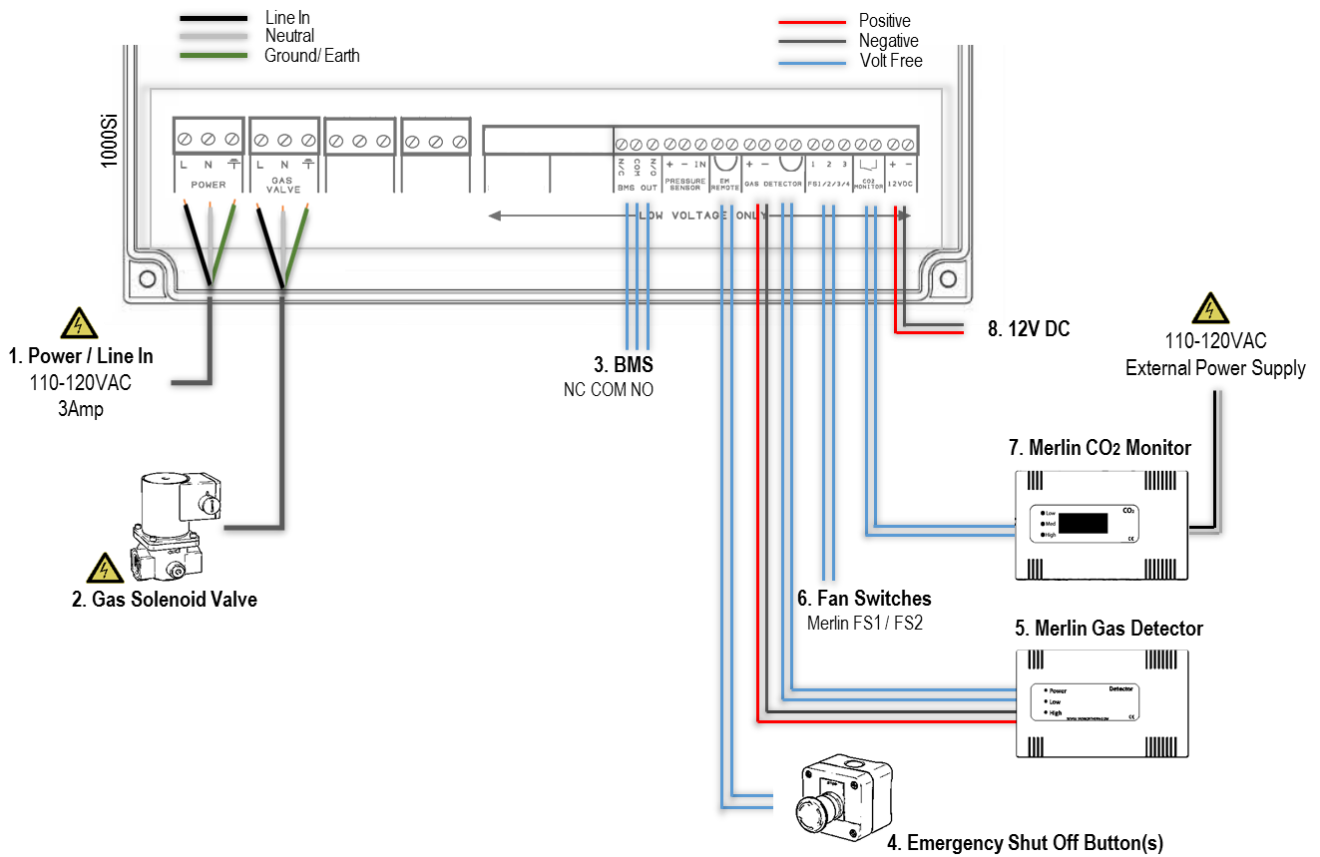 Line In
Neutral
Ground/ Earth
Positive
Negative
Volt Free
1000Si
L N
POWER
L N
GAS
VALVE
N/C COM N/O
BMS OUT
+ - IN
PRESSURE
SENSOR
EM
REMOTE
+ -
GAS DETECTOR
1 2 3
FS1/2/3/4
CO2
MONITOR
+ -
12VDC
LOW VOLTAGE ONLY
1. Power / Line In
110-120VAC
3Amp
2. Gas Solenoid Valve
3. BMS
NC COM NO
8. 12V DC
110-120VAC
External Power Supply
7. Merlin CO2 Monitor
Low
Med
High
CO2
CE
6. Fan Switches
Merlin FS1 / FS2
5. Merlin Gas Detector
Power
Low
High
Detector
CE
4. Emergency Shut Off Button(s)